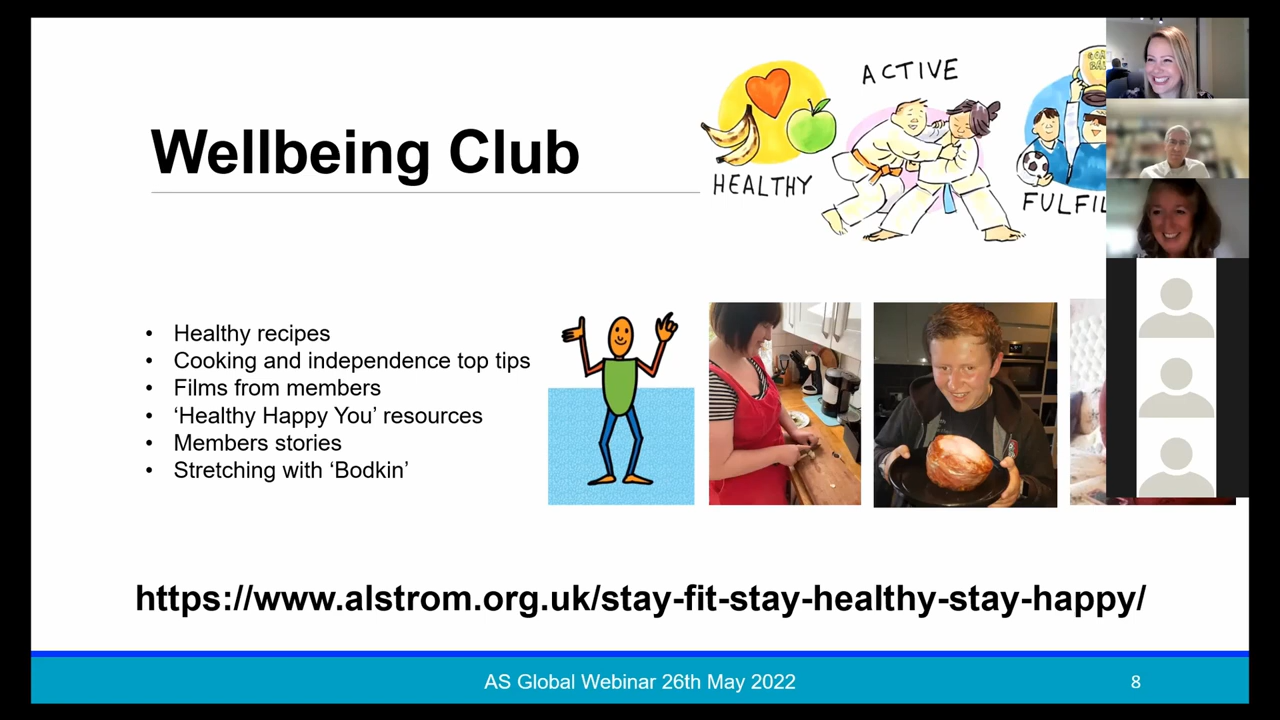 Wellbeing Club
HEALTHY
ACTIVE
FULFIL
• Healthy recipes
• Cooking and independence top tips
• Films from members
• ‘Healthy Happy You’ resources
• Members stories
• Stretching with ‘Bodkin’
https://www.alstrom.org.uk/stay-fit-stay-healthy-stay-happy/
AS Global Webinar 26th May 2022
8